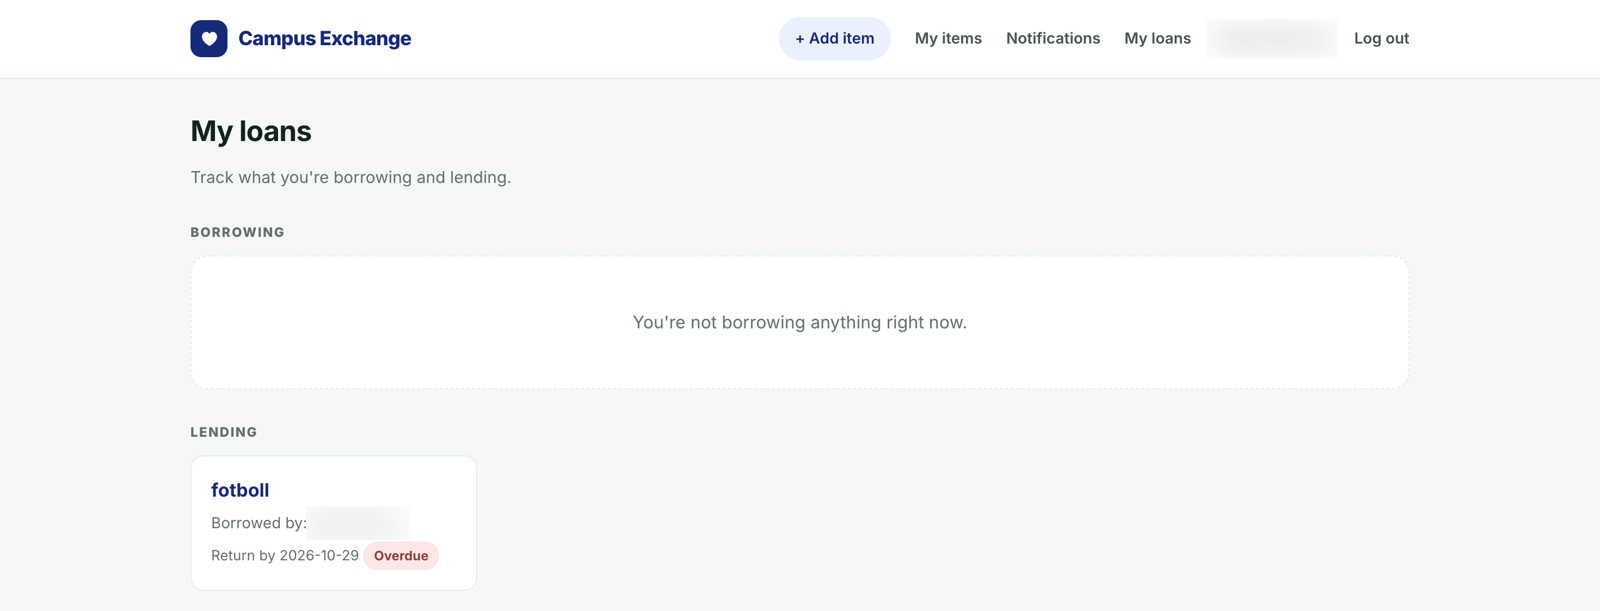 Campus Exchange
+ Add item My items Notifications My loans Log out
My loans
Track what you're borrowing and lending.
BORROWING
You're not borrowing anything right now.
LENDING
fotboll
Borrowed by:
Return by 2026-10-29 Overdue